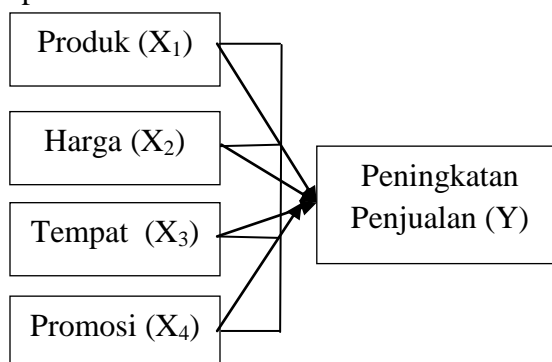 Produk (X₁)
Harga (X₂)
Tempat (X₃)
Promosi (X₄)
Peningkatan
Penjualan (Y)